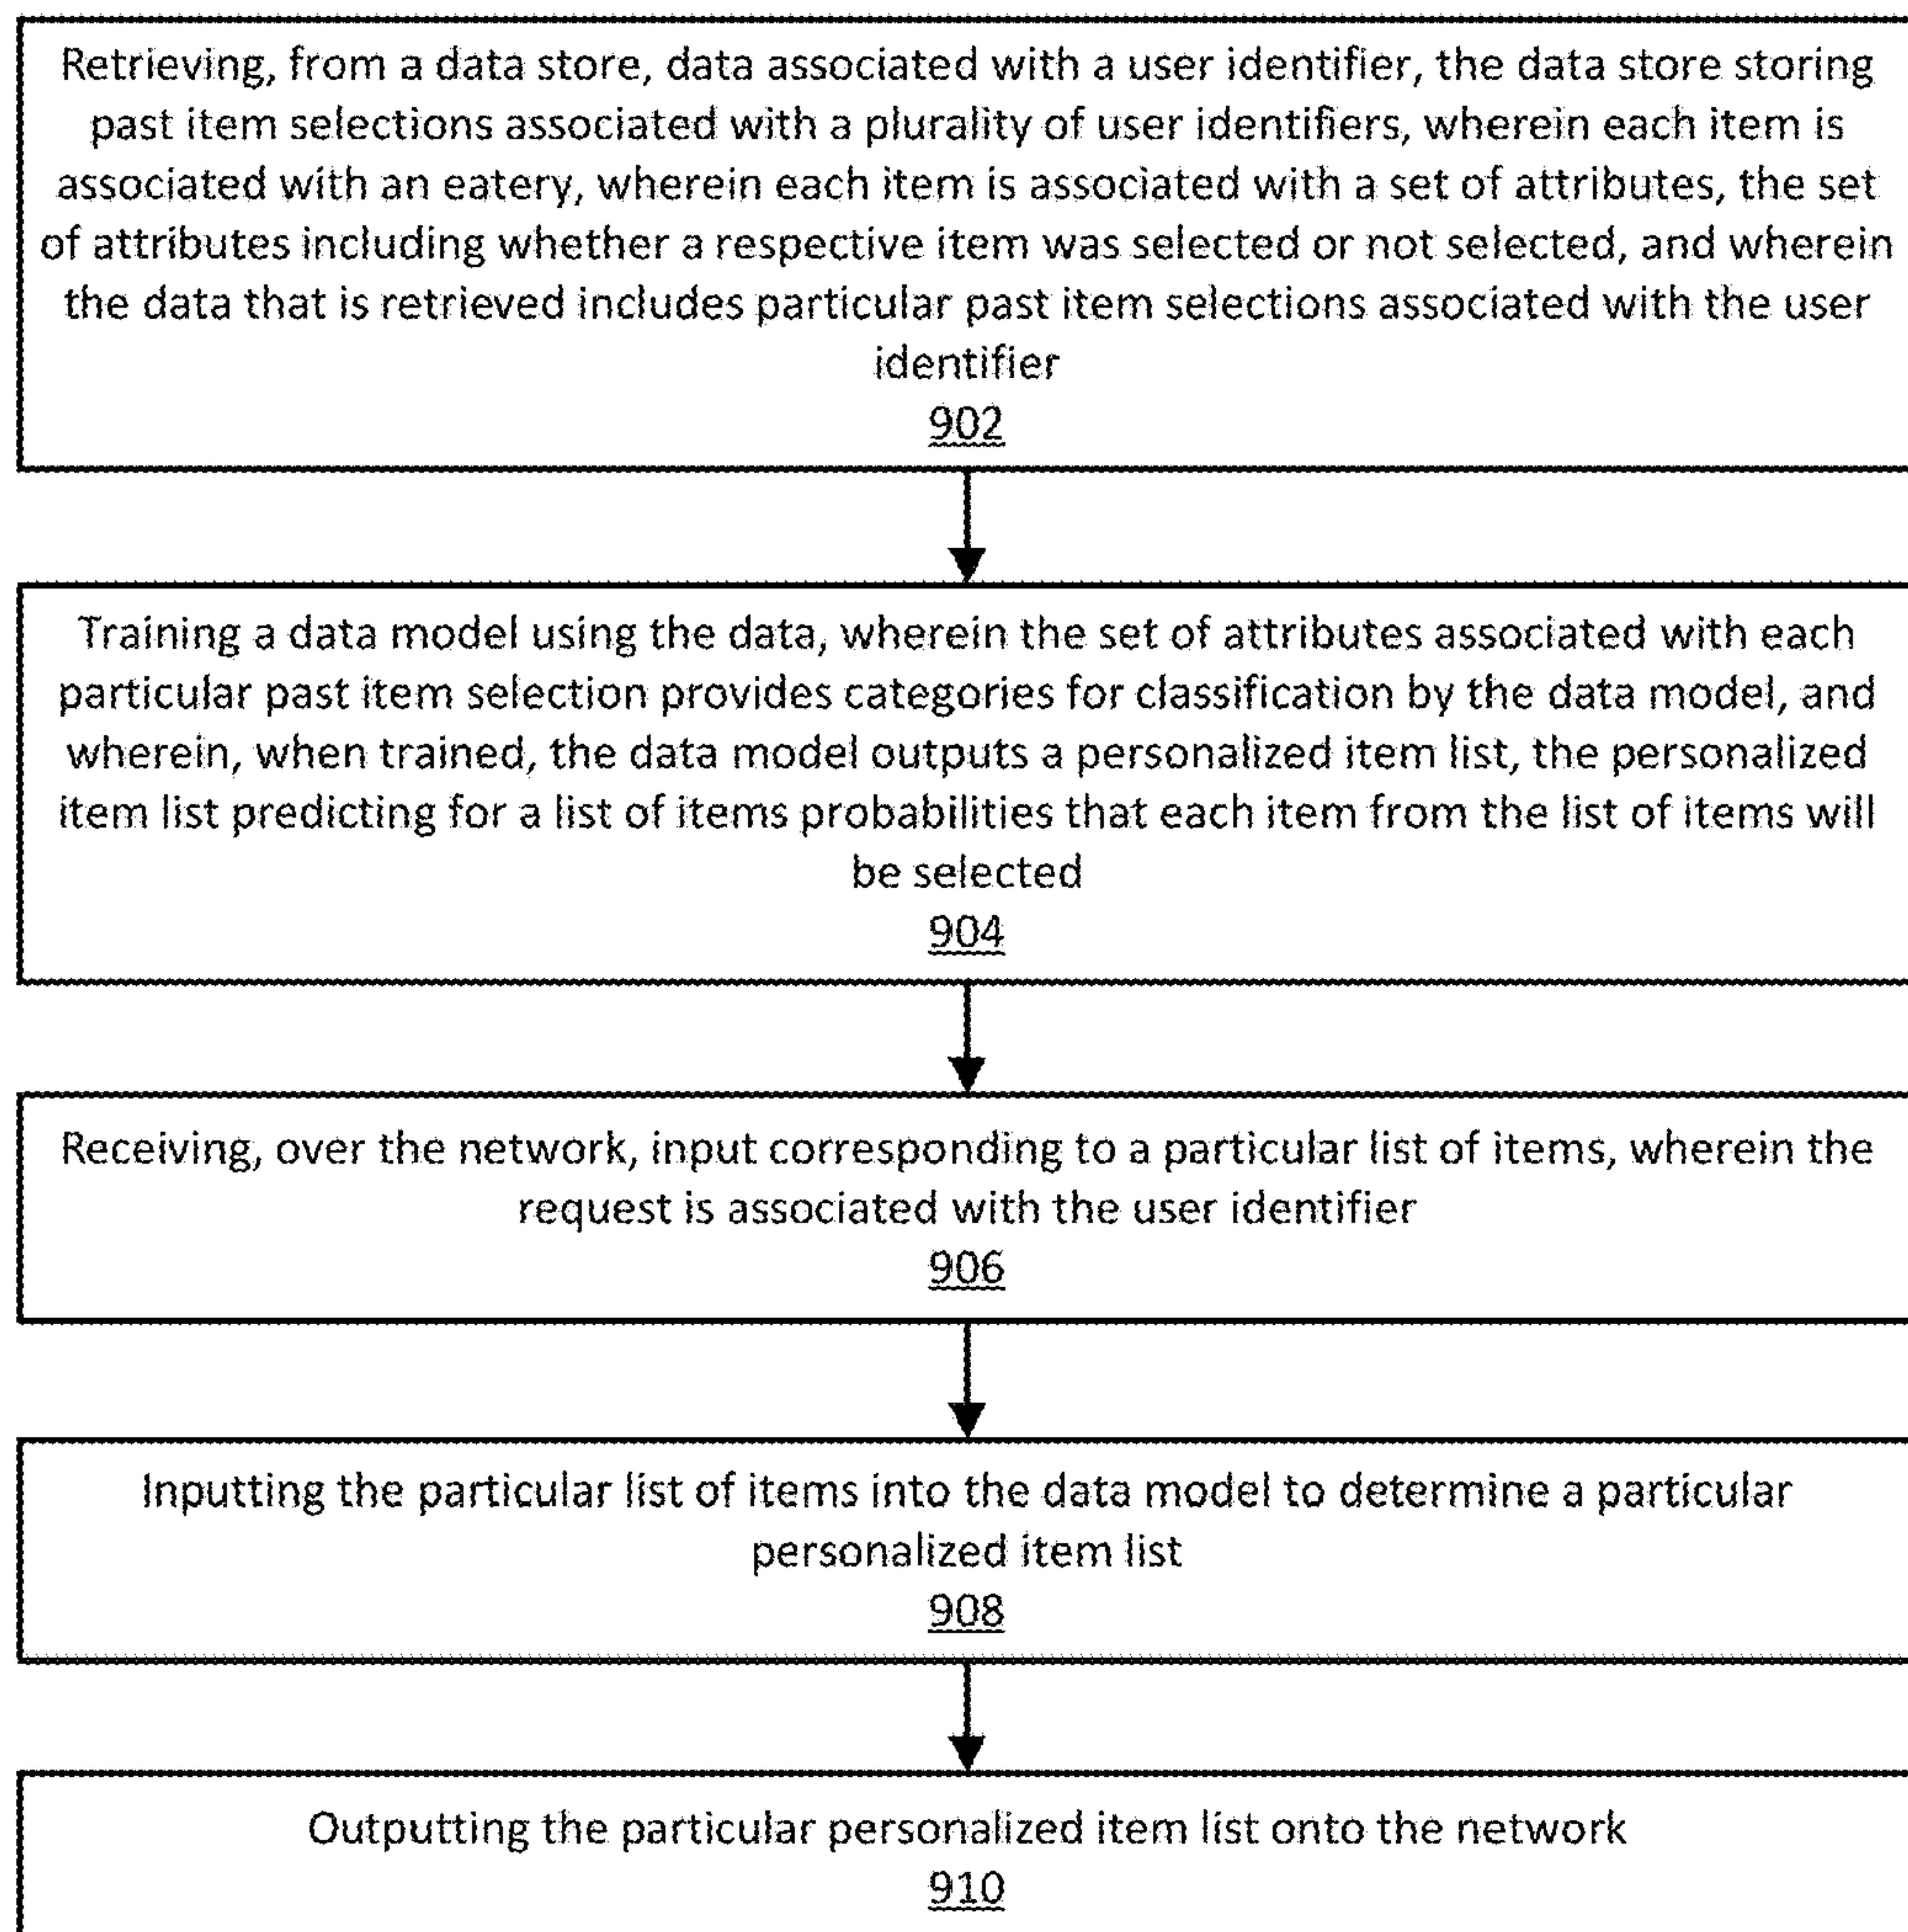 Retrieving, from a data store, data associated with a user identifier, the data store storing
past item selections associated with a plurality of user identifiers, wherein each item is
associated with an eatery, wherein each item is associated with a set of attributes, the set
of attributes including whether a respective item was selected or not selected, and wherein
the data that is retrieved includes particular past item selections associated with the user
identifier
902
Training a data model using the data, wherein the set of attributes associated with each
particular past item selection provides categories for classification by the data model, and
wherein, when trained, the data model outputs a personalized item list, the personalized
item list predicting for a list of items probabilities that each item from the list of items will
be selected
904
Receiving, over the network, input corresponding to a particular list of items, wherein the
request is associated with the user identifier
906
Inputting the particular list of items into the data model to determine a particular
personalized item list
908
Outputting the particular personalized item list onto the network
910